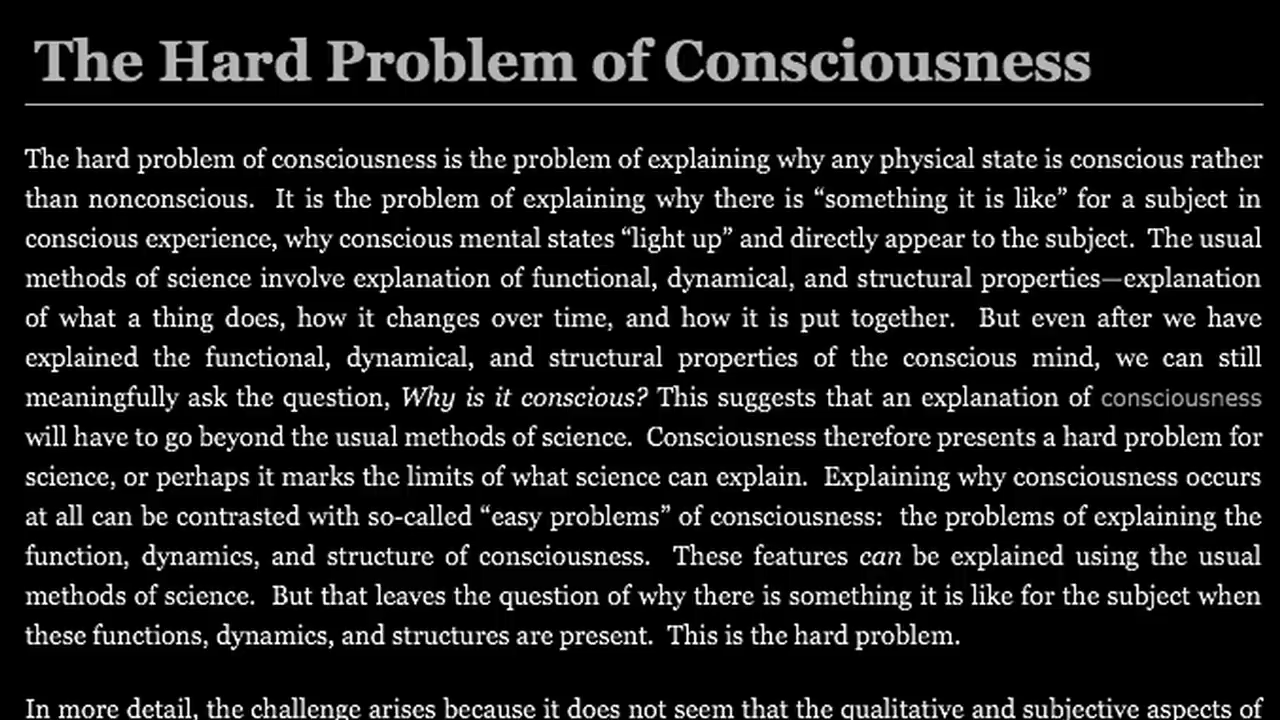 The Hard Problem of Consciousness
The hard problem of consciousness is the problem of explaining why any physical state is conscious rather
than nonconscious. It is the problem of explaining why there is “something it is like” for a subject in
conscious experience, why conscious mental states “light up” and directly appear to the subject. The usual
methods of science involve explanation of functional, dynamical, and structural properties—explanation
of what a thing does, how it changes over time, and how it is put together. But even after we have
explained the functional, dynamical, and structural properties of the conscious mind, we can still
meaningfully ask the question, Why is it conscious? This suggests that an explanation of consciousness
will have to go beyond the usual methods of science. Consciousness therefore presents a hard problem for
science, or perhaps it marks the limits of what science can explain. Explaining why consciousness occurs
at all can be contrasted with so-called “easy problems” of consciousness: the problems of explaining the
function, dynamics, and structure of consciousness. These features can be explained using the usual
methods of science. But that leaves the question of why there is something it is like for the subject when
these functions, dynamics, and structures are present. This is the hard problem.
In more detail, the challenge arises because it does not seem that the qualitative and subjective aspects of